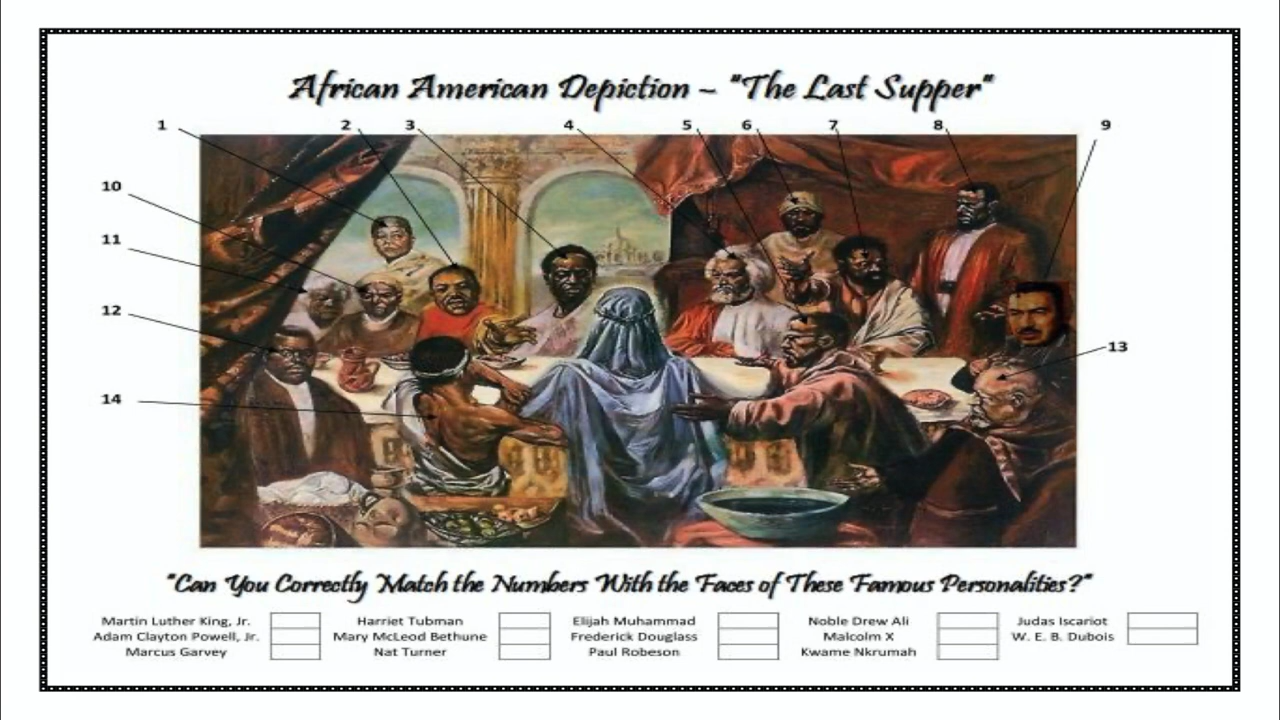 African American Depiction – "The Last Supper"
1 2 3 4 5 6 7 8 9
10
11
12
13
14
"Can You Correctly Match the Numbers With the Faces of These Famous Personalities?"
Martin Luther King, Jr. Harriet Tubman Elijah Muhammad Noble Drew Ali Judas Iscariot
Adam Clayton Powell, Jr. Mary McLeod Bethune Frederick Douglass Malcolm X W. E. B. Dubois
Marcus Garvey Nat Turner Paul Robeson Kwame Nkrumah